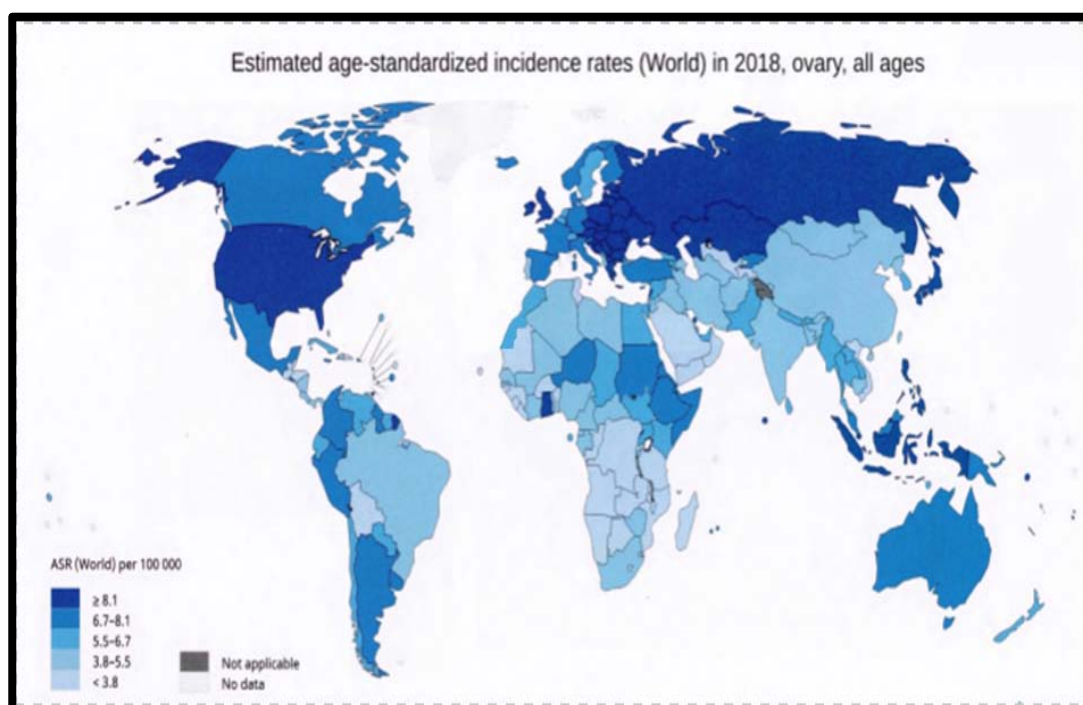 Estimated age-standardized incidence rates (World) in 2018, ovary, all ages
ASR (World) per 100 000
≥ 8.1
6.7–8.1
5.5–6.7
3.8–5.5
< 3.8
Not applicable
No data